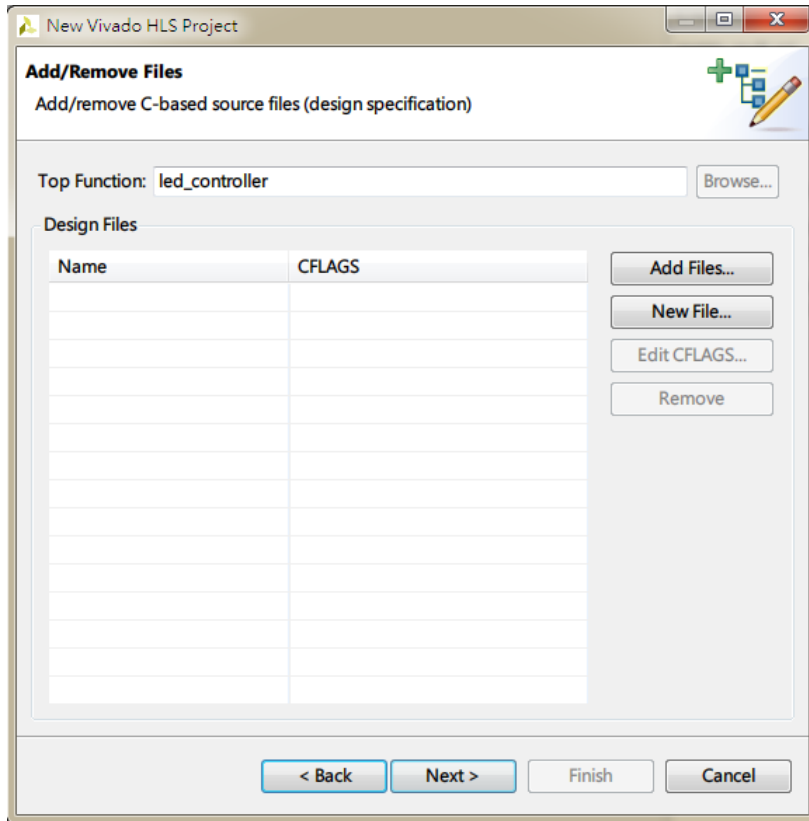 New Vivado HLS Project
Add/Remove Files
Add/remove C-based source files (design specification)
Top Function: led_controller Browse...
Design Files
Name CFLAGS
Add Files...
New File...
Edit CFLAGS...
Remove
< Back Next > Finish Cancel